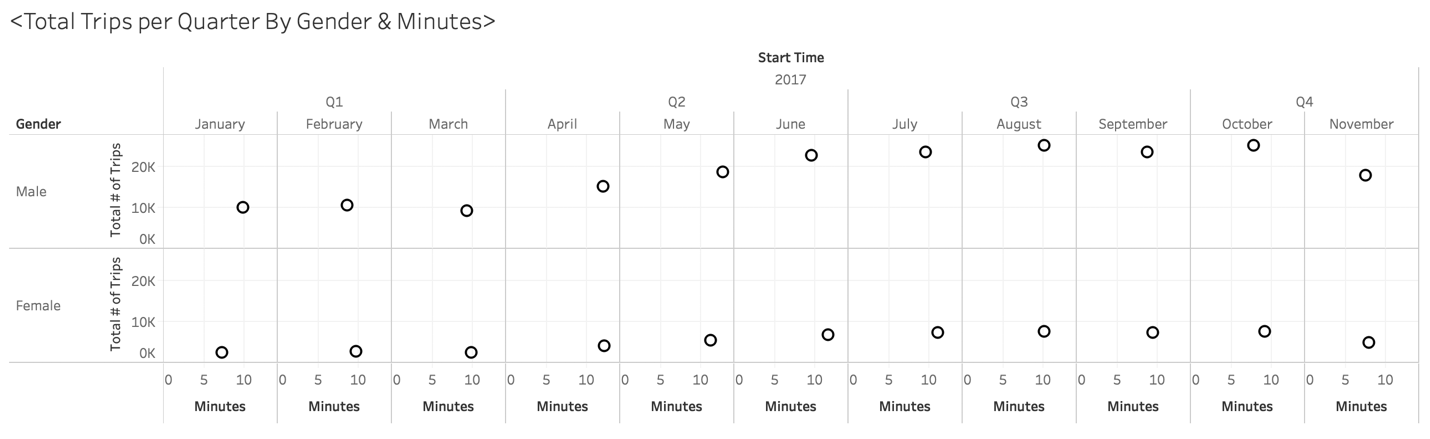 <Total Trips per Quarter By Gender & Minutes>
Start Time
2017
Q1 Q2 Q3 Q4
Gender January February March April May June July August September October November
Male
Total # of Trips
20K
10K
0K
Female
Total # of Trips
20K
10K
0K
0 5 10 0 5 10 0 5 10 0 5 10 0 5 10 0 5 10 0 5 10 0 5 10 0 5 10 0 5 10 0 5 10
Minutes Minutes Minutes Minutes Minutes Minutes Minutes Minutes Minutes Minutes Minutes